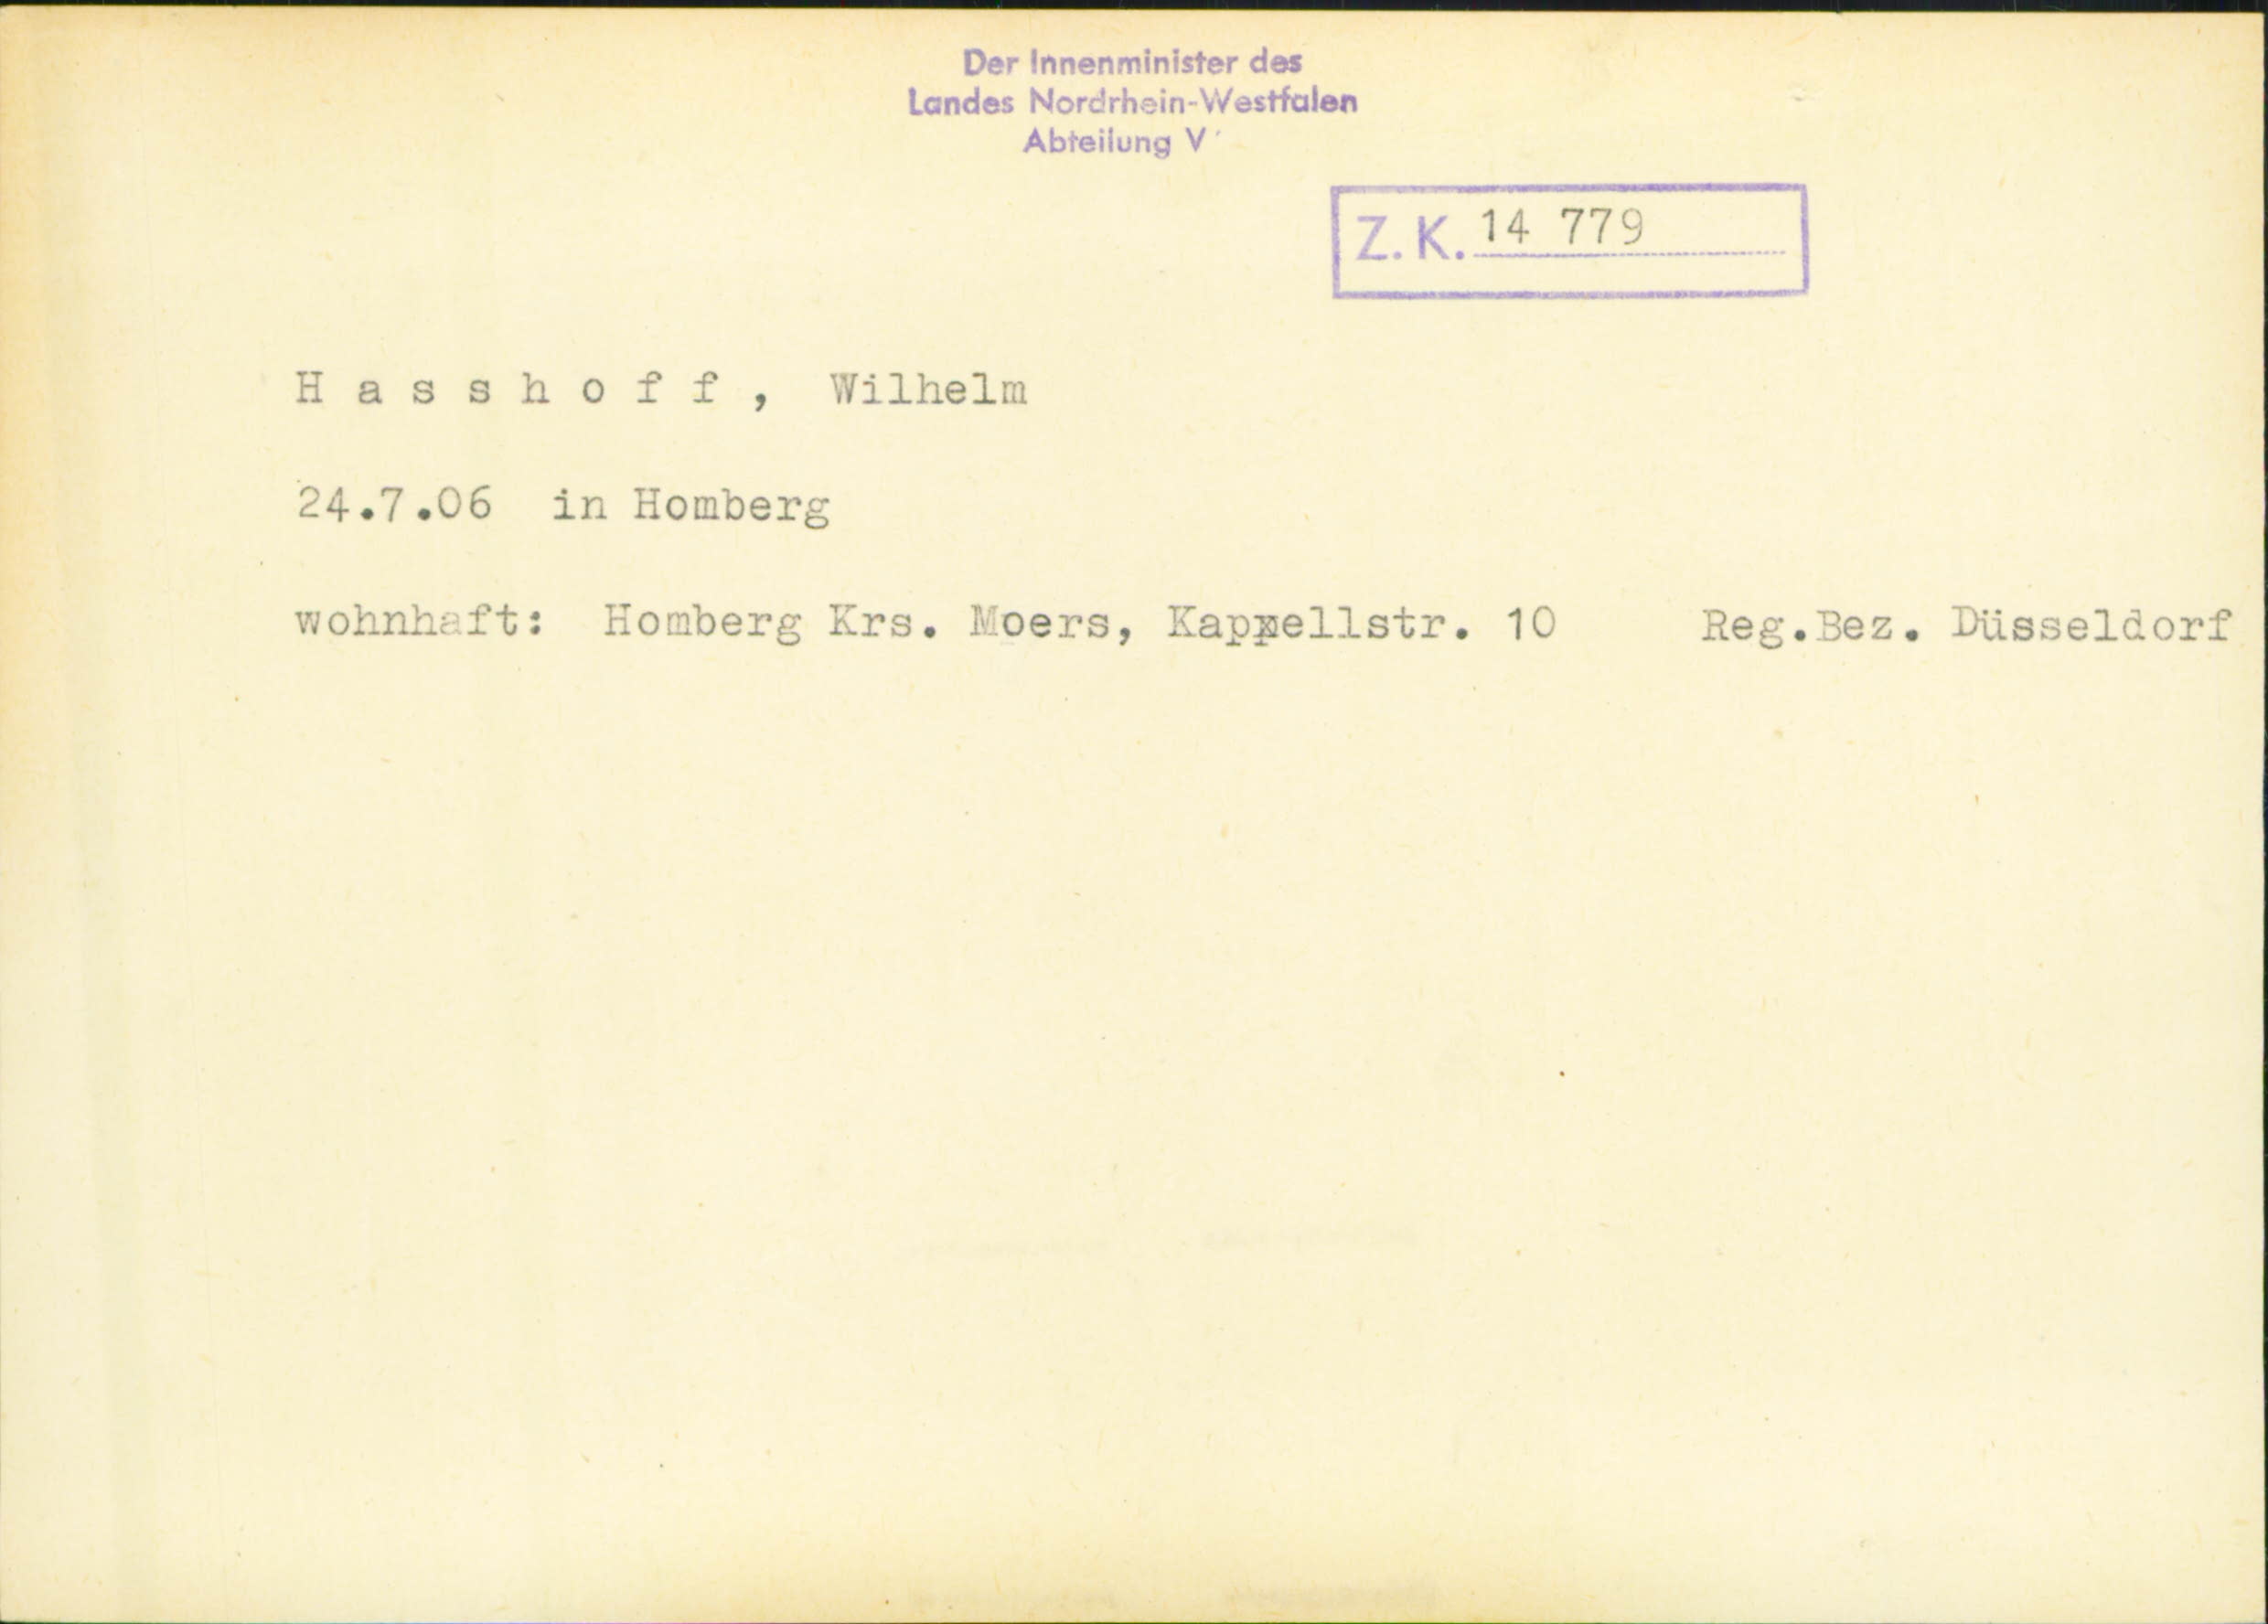 Der Innenminister des
Landes Nordrhein-Westfalen
Abteilung V
Z. K. 14 779
H a s s h o f f , Wilhelm
24.7.06 in Homberg
wohnhaft: Homberg Krs. Moers, Kappellstr. 10 Reg.Bez. Düsseldorf